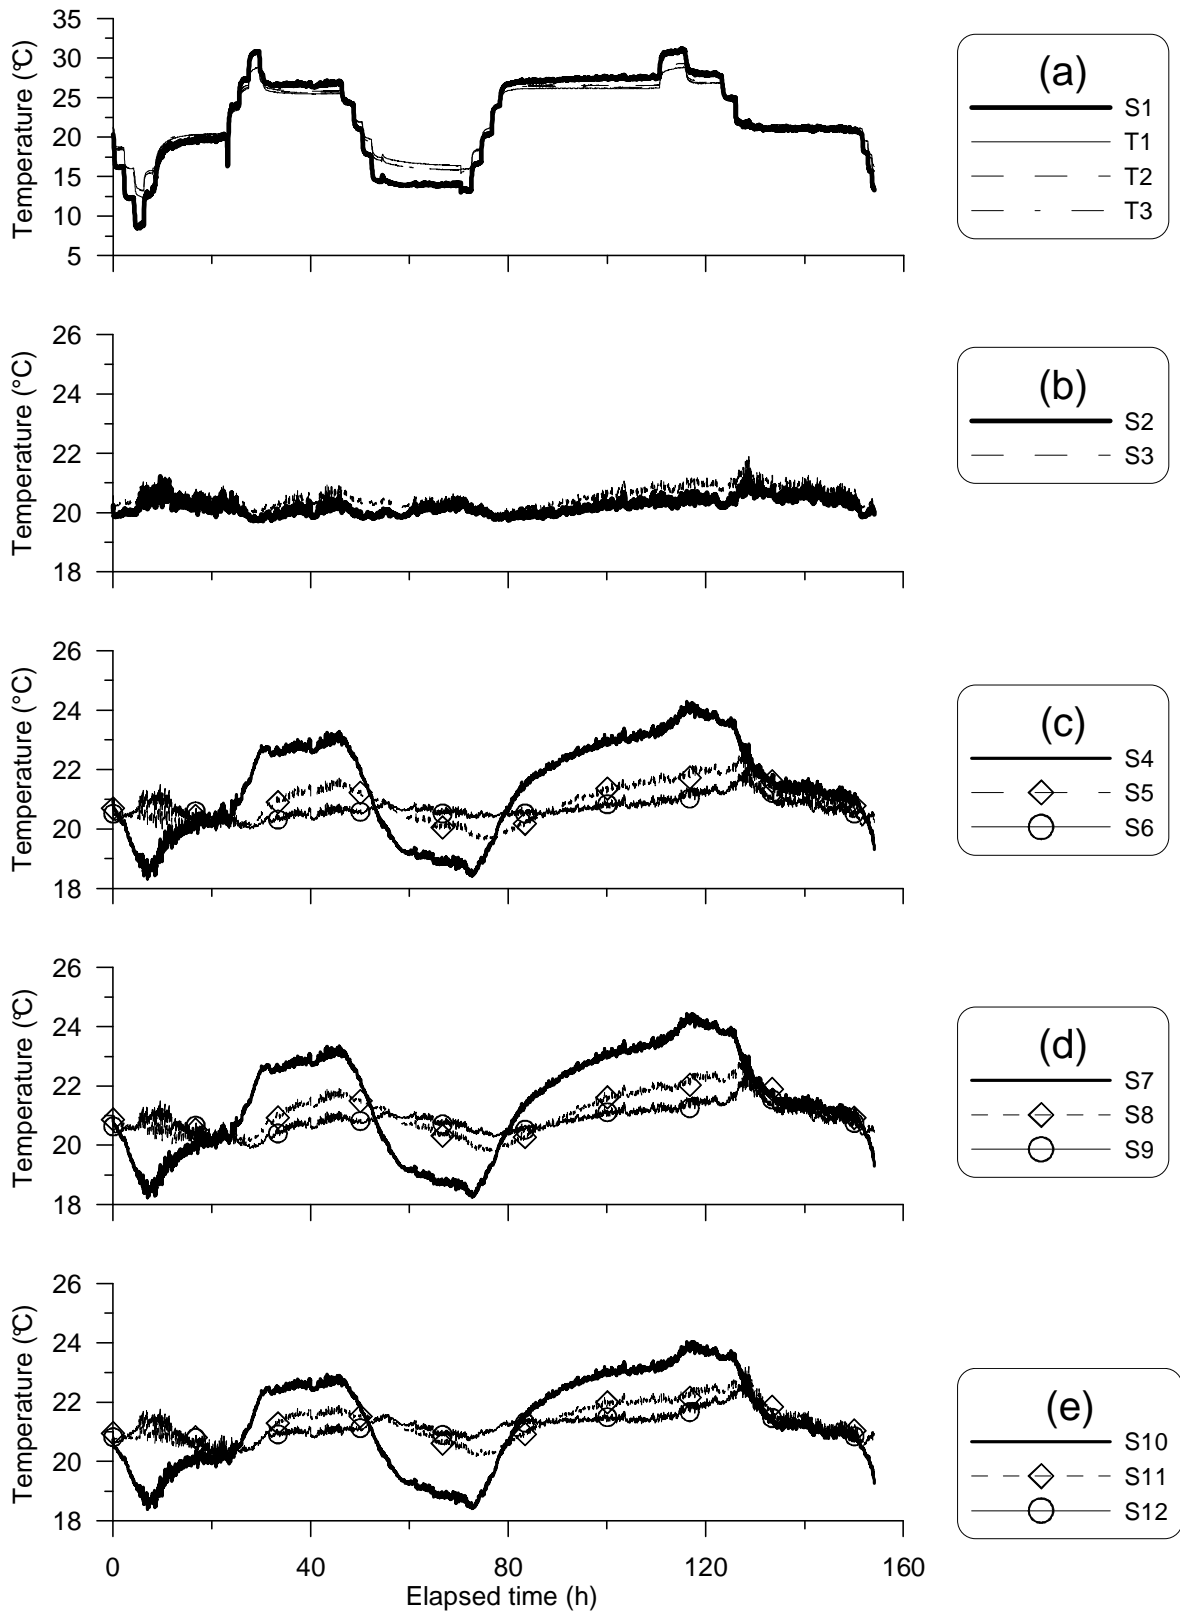 35
30
25
20
15
10
5
Temperature (°C)
(a)
S1
T1
T2
T3
26
24
22
20
18
Temperature (°C)
(b)
S2
S3
26
24
22
20
18
Temperature (°C)
(c)
S4
S5
S6
26
24
22
20
18
Temperature (°C)
(d)
S7
S8
S9
26
24
22
20
18
Temperature (°C)
(e)
S10
S11
S12
0 40 80 120 160
Elapsed time (h)